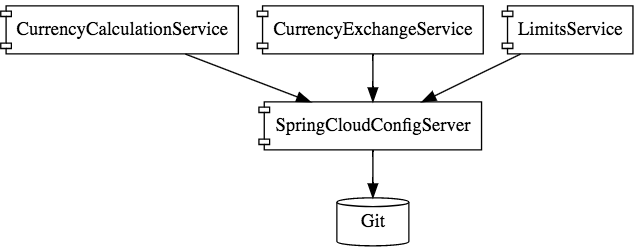 CurrencyCalculationService
CurrencyExchangeService
LimitsService
SpringCloudConfigServer
Git